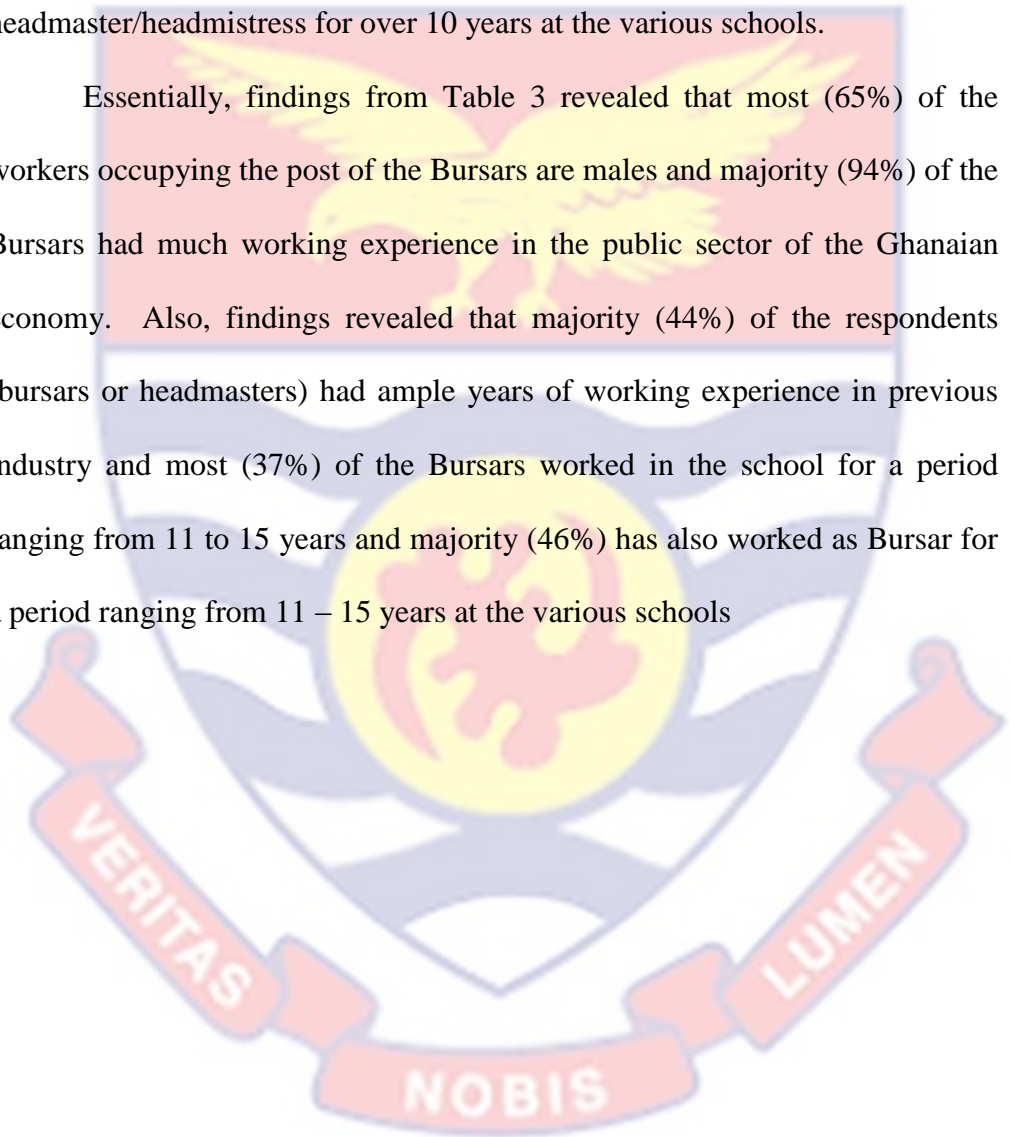 headmaster/headmistress for over 10 years at the various schools.
Essentially, findings from Table 3 revealed that most (65%) of the
workers occupying the post of the Bursars are males and majority (94%) of the
Bursars had much working experience in the public sector of the Ghanaian
economy. Also, findings revealed that majority (44%) of the respondents
bursars or headmasters) had ample years of working experience in previous
ndustry and most (37%) of the Bursars worked in the school for a period
anging from 11 to 15 years and majority (46%) has also worked as Bursar for
a period ranging from 11 – 15 years at the various schools
VERITAS
NOBIS
LUMEN